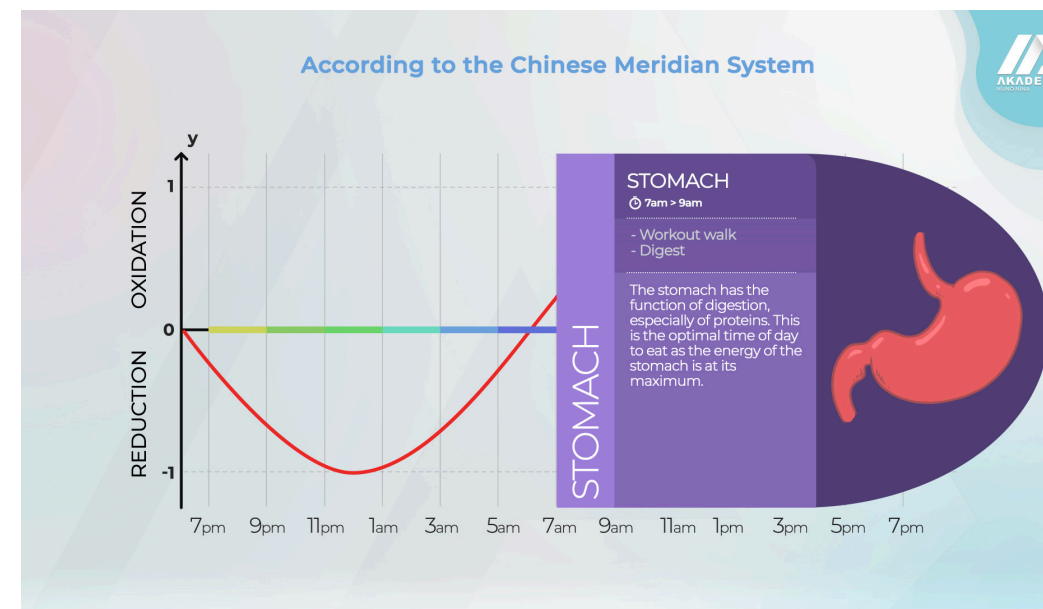 According to the Chinese Meridian System
AKADE
y
1
0
-1
OXIDATION
REDUCTION
STOMACH
STOMACH
7am > 9am
- Workout walk
- Digest
The stomach has the
function of digestion,
especially of proteins. This
is the optimal time of day
to eat as the energy of the
stomach is at its
maximum.
7pm 9pm 11pm 1am 3am 5am 7am 9am 11am 1pm 3pm 5pm 7pm